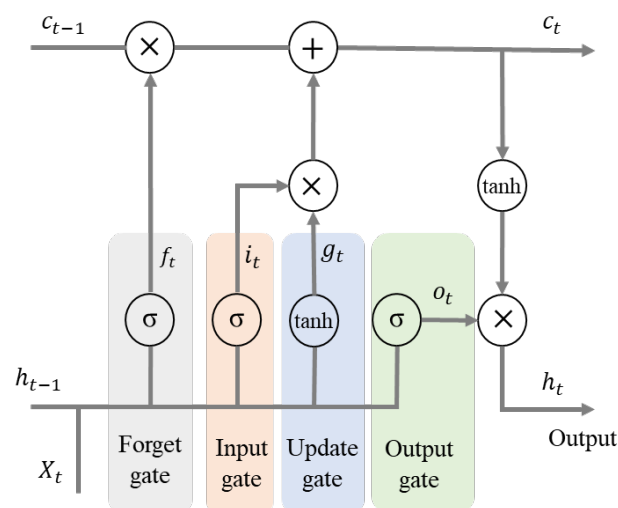 c_{t−1}
c_t
×
+
×
tanh
f_t
i_t
g_t
o_t
σ
σ
tanh
σ
×
h_{t−1}
h_t
Output
X_t
Forget
gate
Input
gate
Update
gate
Output
gate